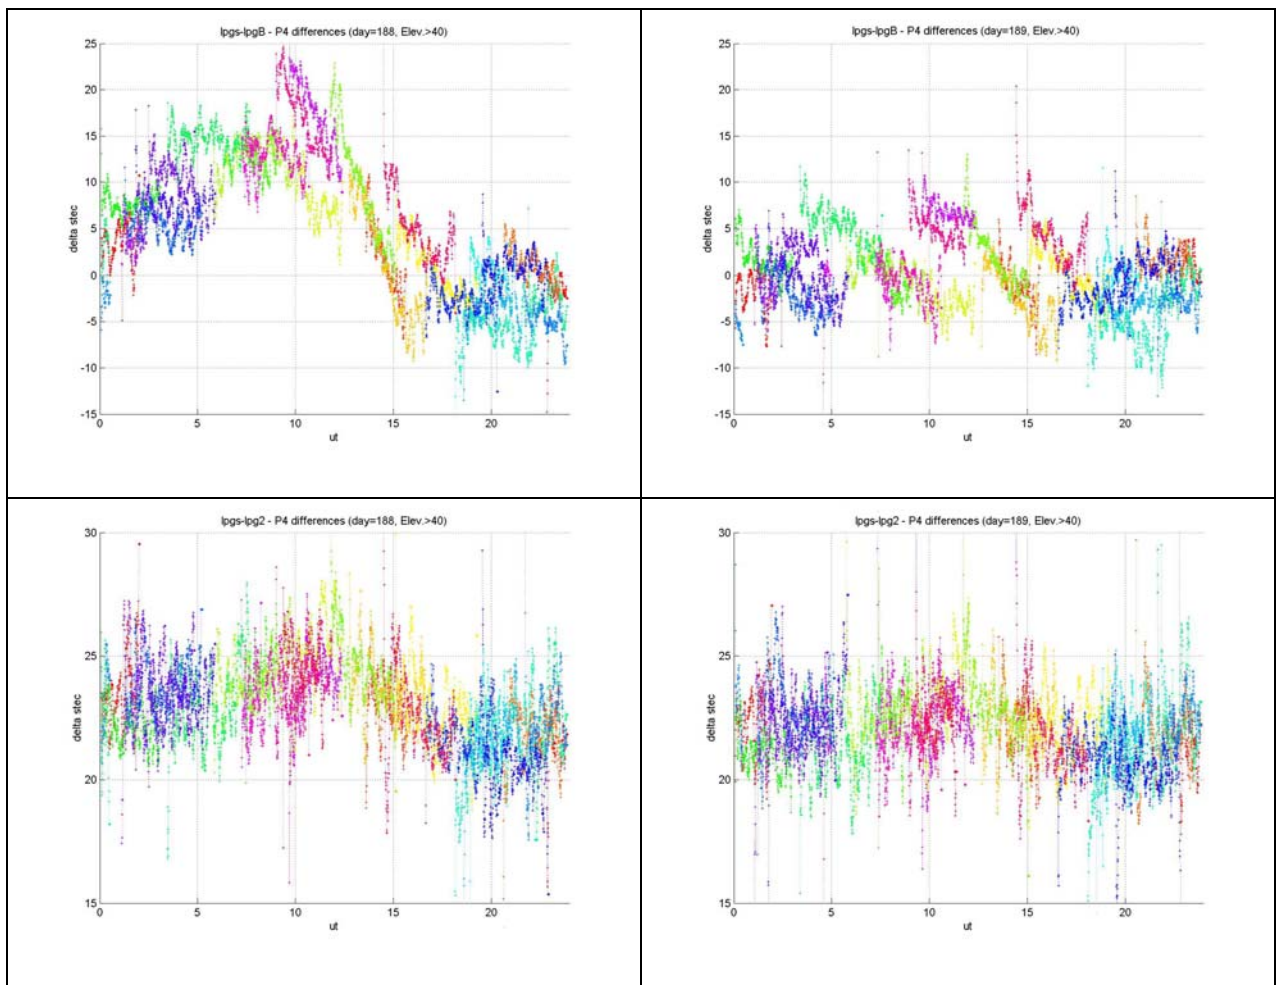 lpgs-lpgB - P4 differences (day=188, Elev.>40)
25
20
15
10
5
0
-5
-10
-15
delta stec
0 5 10 15 20
ut
lpgs-lpgB - P4 differences (day=189, Elev.>40)
25
20
15
10
5
0
-5
-10
-15
delta stec
0 5 10 15 20
ut
lpgs-lpg2 - P4 differences (day=188, Elev.>40)
30
25
20
15
delta stec
0 5 10 15 20
ut
lpgs-lpg2 - P4 differences (day=189, Elev.>40)
30
25
20
15
delta stec
0 5 10 15 20
ut